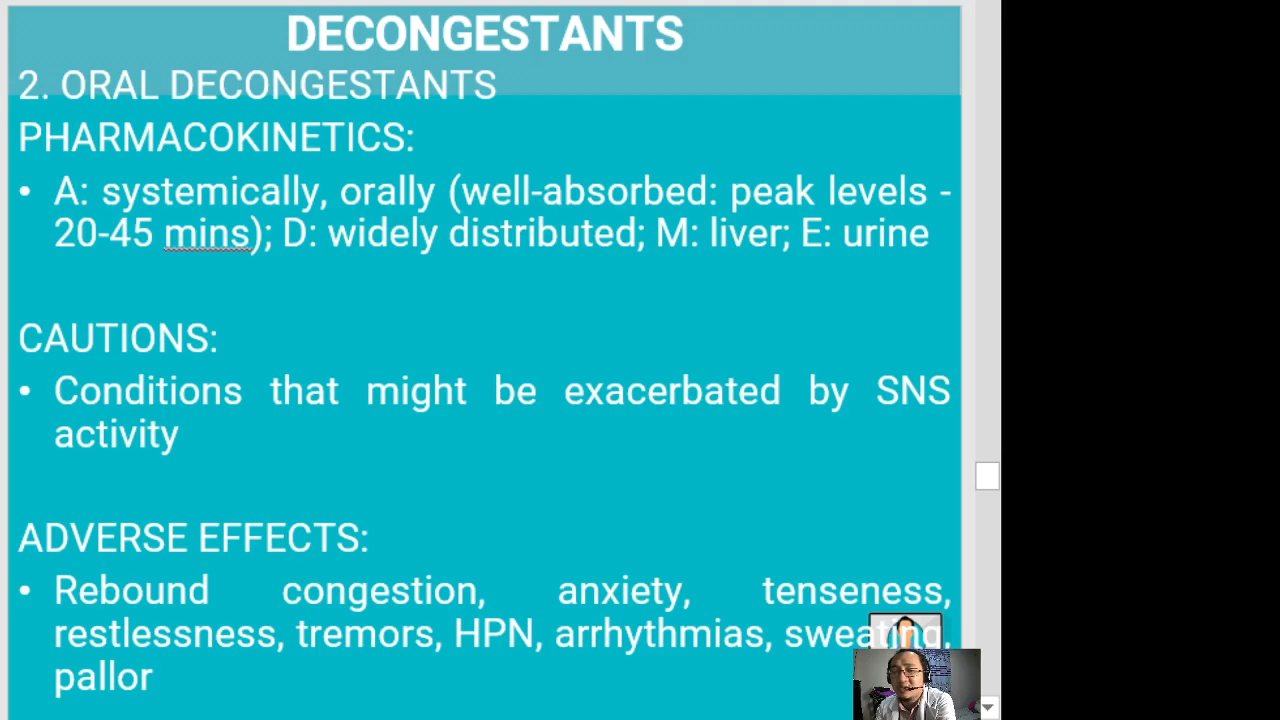 DECONGESTANTS
2. ORAL DECONGESTANTS
PHARMACOKINETICS:
• A: systemically, orally (well-absorbed: peak levels -
20-45 mins); D: widely distributed; M: liver; E: urine
CAUTIONS:
• Conditions that might be exacerbated by SNS
activity
ADVERSE EFFECTS:
• Rebound congestion, anxiety, tenseness,
restlessness, tremors, HPN, arrhythmias, sweating,
pallor